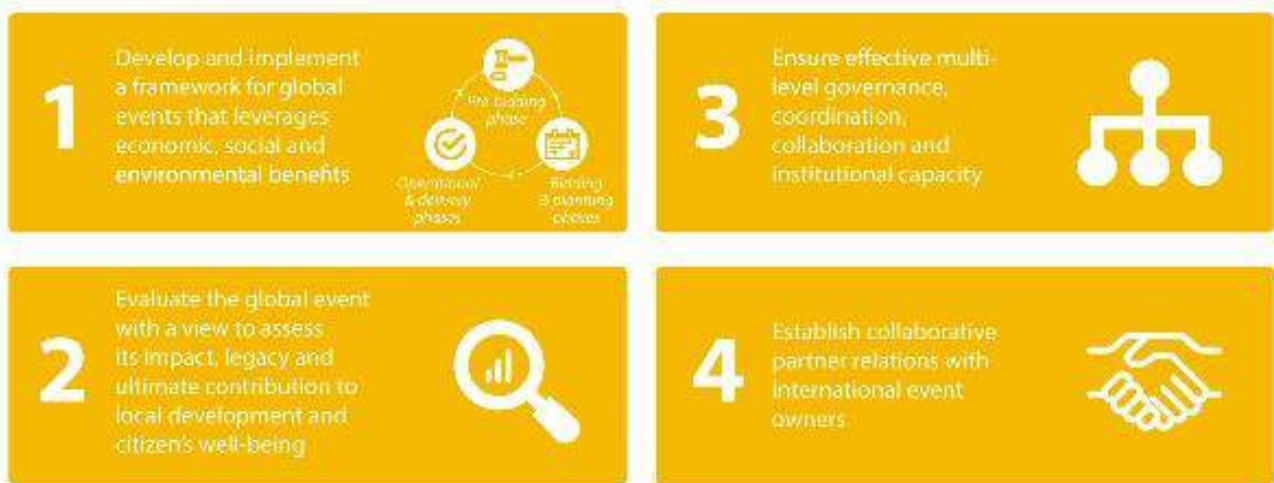 1
Develop and implement
a framework for global
events that leverages
economic, social and
environmental benefits
Pre-bidding
phase
Operational
& delivery
phases
Bidding
& planning
phases
2
Evaluate the global event
with a view to assess
its impact, legacy and
ultimate contribution to
local development and
citizen's well-being
3
Ensure effective multi-
level governance,
coordination,
collaboration and
institutional capacity
4
Establish collaborative
partner relations with
international event
owners